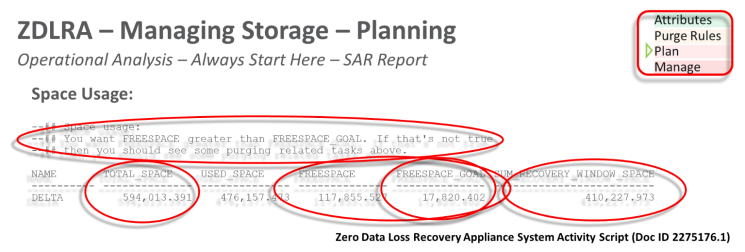 ZDLRA – Managing Storage – Planning
Operational Analysis – Always Start Here – SAR Report
Attributes
Purge Rules
Plan
Manage
Space Usage:
--## Space usage:
--## You want FREESPACE greater than FREESPACE_GOAL. If that's not true
--## then you should see some purging related tasks above.
NAME TOTAL_SPACE USED_SPACE FREESPACE FREESPACE_GOAL SUM_RECOVERY_WINDOW_SPACE
DELTA 594,013.391 476,157.473 117,855.527 17,820.402 410,227.973
Zero Data Loss Recovery Appliance System Activity Script (Doc ID 2275176.1)